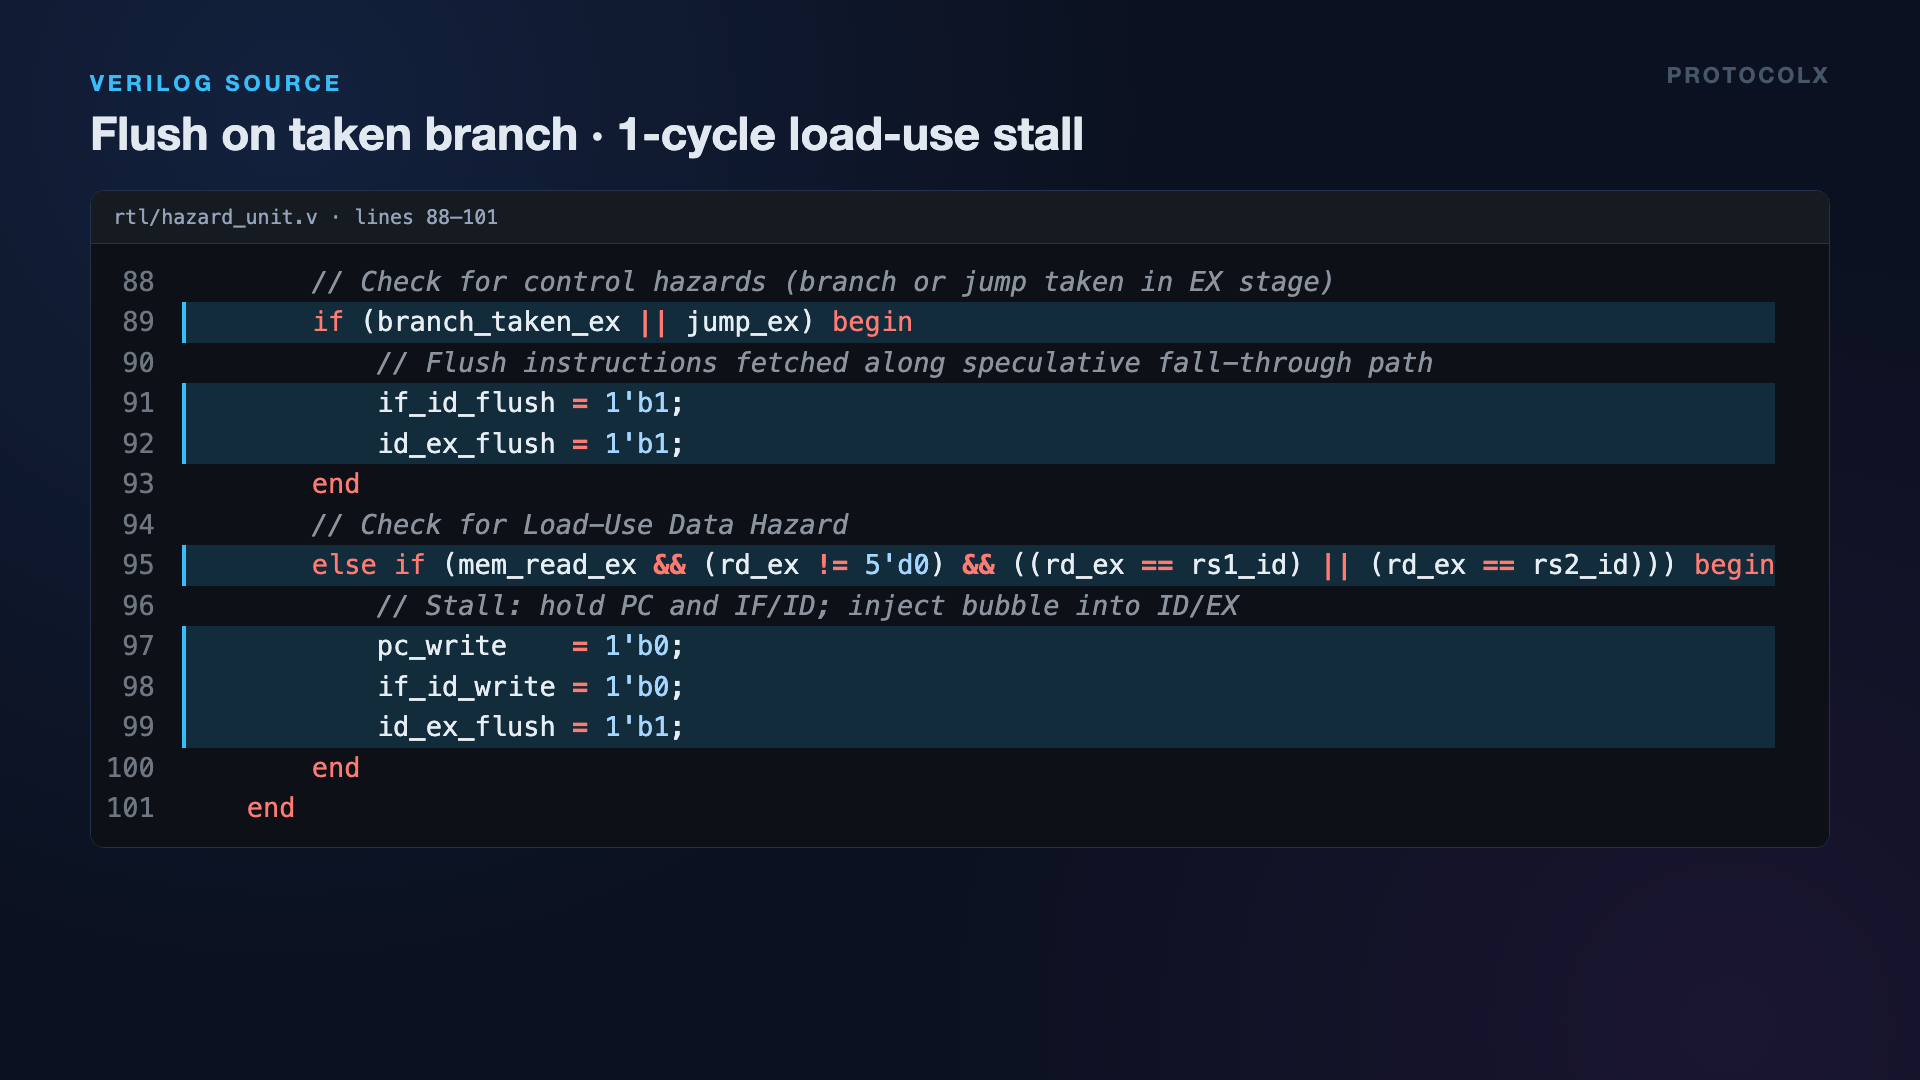 VERILOG SOURCE
PROTOCOLX
Flush on taken branch · 1-cycle load-use stall
rtl/hazard_unit.v · lines 88–101
88 // Check for control hazards (branch or jump taken in EX stage)
89 if (branch_taken_ex || jump_ex) begin
90 // Flush instructions fetched along speculative fall-through path
91 if_id_flush = 1'b1;
92 id_ex_flush = 1'b1;
93 end
94 // Check for Load-Use Data Hazard
95 else if (mem_read_ex && (rd_ex != 5'd0) && ((rd_ex == rs1_id) || (rd_ex == rs2_id))) begin
96 // Stall: hold PC and IF/ID; inject bubble into ID/EX
97 pc_write    = 1'b0;
98 if_id_write = 1'b0;
99 id_ex_flush = 1'b1;
100 end
101 end